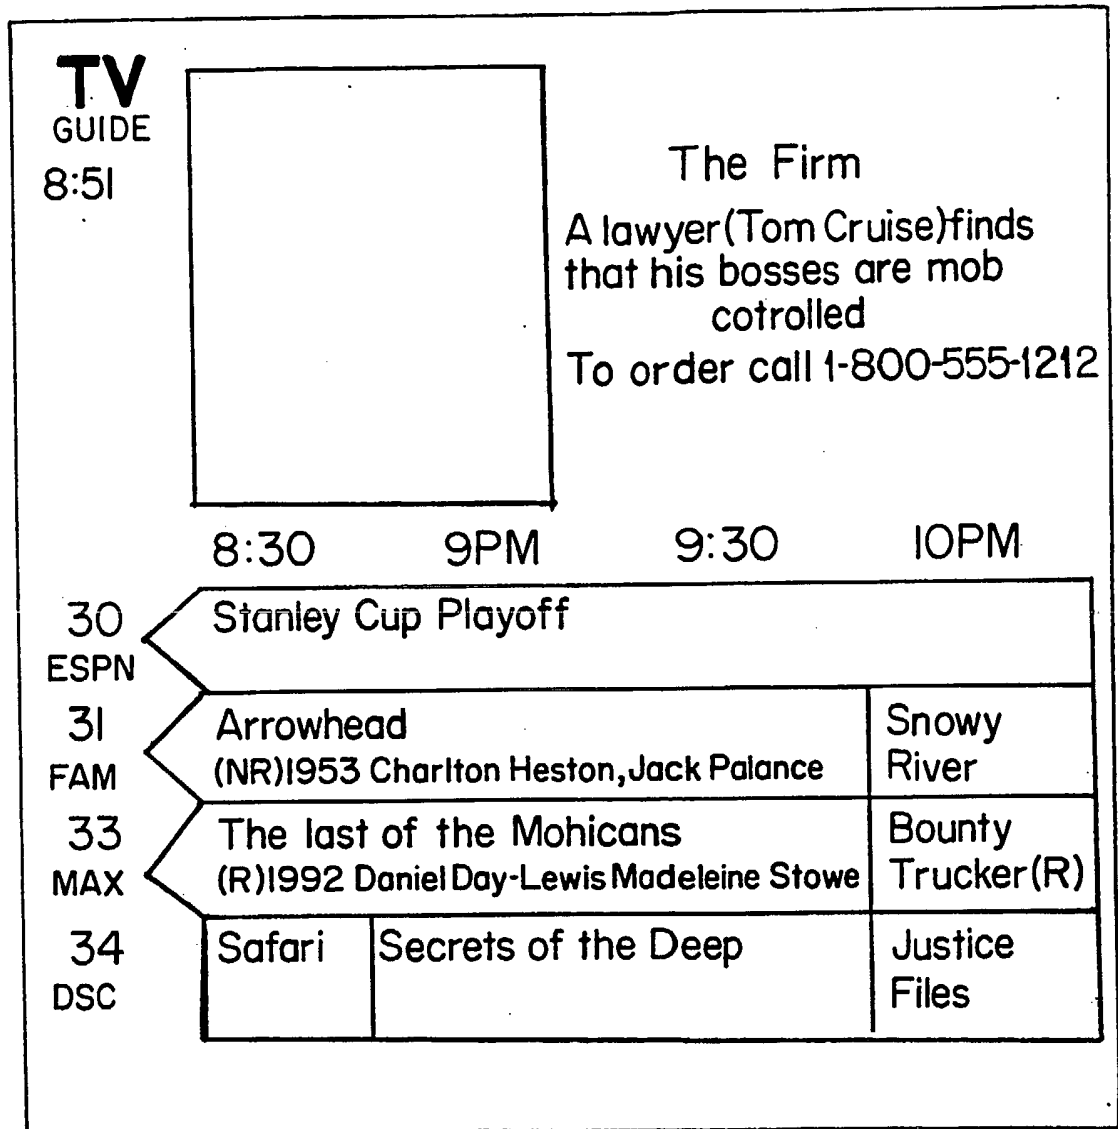 TV
GUIDE
8:51
The Firm
A lawyer(Tom Cruise)finds
that his bosses are mob
cotrolled
To order call 1-800-555-1212
8:30 9PM 9:30 10PM
30
ESPN
Stanley Cup Playoff
31
FAM
Arrowhead
(NR)1953 Charlton Heston,Jack Palance
Snowy
River
33
MAX
The last of the Mohicans
(R)1992 Daniel Day-Lewis Madeleine Stowe
Bounty
Trucker(R)
34
DSC
Safari
Secrets of the Deep
Justice
Files